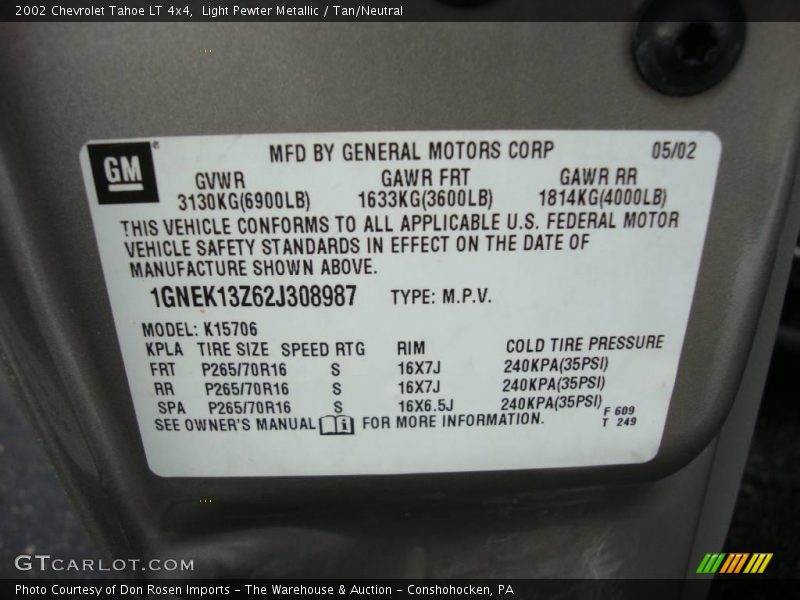 2002 Chevrolet Tahoe LT 4x4, Light Pewter Metallic / Tan/Neutral
GM
MFD BY GENERAL MOTORS CORP 05/02
GVWR GAWR FRT GAWR RR
3130KG(6900LB) 1633KG(3600LB) 1814KG(4000LB)
THIS VEHICLE CONFORMS TO ALL APPLICABLE U.S. FEDERAL MOTOR
VEHICLE SAFETY STANDARDS IN EFFECT ON THE DATE OF
MANUFACTURE SHOWN ABOVE.
1GNEK13Z62J308987 TYPE: M.P.V.
MODEL: K15706
KPLA TIRE SIZE SPEED RTG RIM COLD TIRE PRESSURE
FRT P265/70R16 S 16X7J 240KPA(35PSI)
RR P265/70R16 S 16X7J 240KPA(35PSI)
SPA P265/70R16 S 16X6.5J 240KPA(35PSI)
SEE OWNER'S MANUAL i FOR MORE INFORMATION.
F 609
T 249
GTCARLOT.COM
Photo Courtesy of Don Rosen Imports - The Warehouse & Auction - Conshohocken, PA